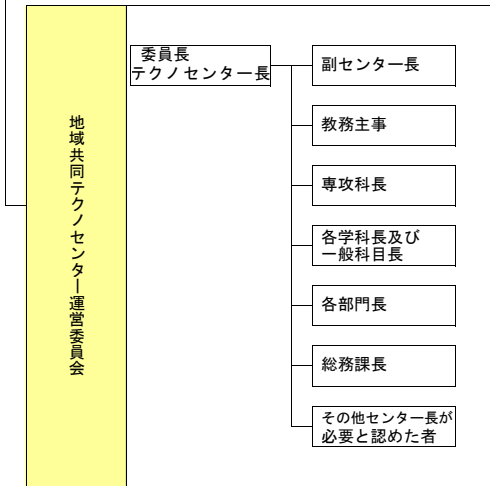 地域共同テクノセンター運営委員会
委員長
テクノセンター長
副センター長
教務主事
専攻科長
各学科長及び
一般科目長
各部門長
総務課長
その他センター長が
必要と認めた者